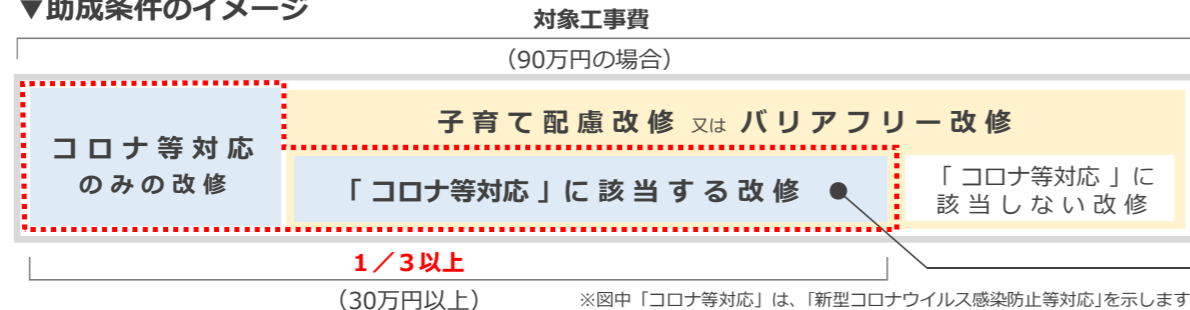 ▼助成条件のイメージ
対象工事費
（90万円の場合）
コロナ等対応
のみの改修
子育て配慮改修 又は バリアフリー改修
「コロナ等対応」に該当する改修
「コロナ等対応」に
該当しない改修
１／３以上
（30万円以上）
※図中「コロナ等対応」は、「新型コロナウイルス感染防止等対応」を示します